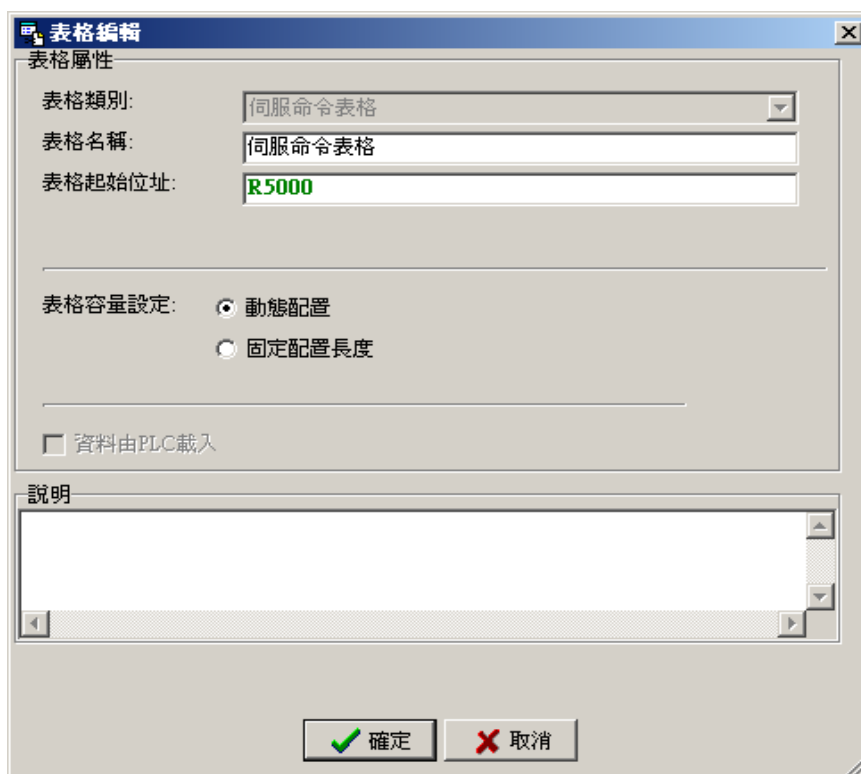 表格編輯
表格屬性
表格類別:
伺服命令表格
表格名稱:
伺服命令表格
表格起始位址:
R5000
表格容量設定:
動態配置
固定配置長度
資料由PLC載入
說明
確定
取消